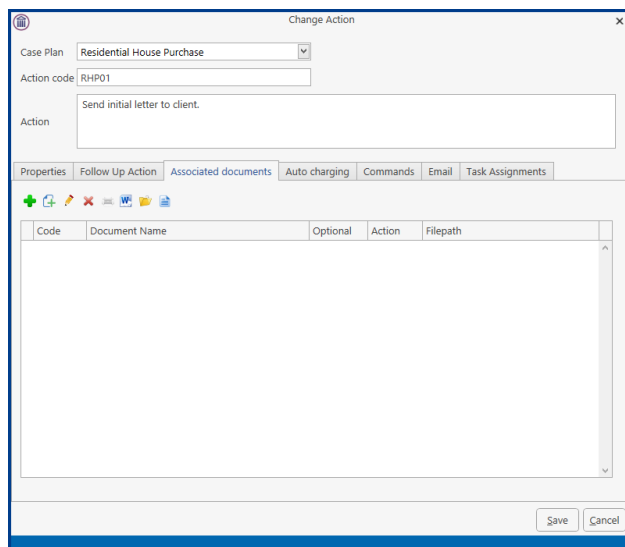 Change Action
Case Plan Residential House Purchase
Action code RHP01
Send initial letter to client.
Action
Properties Follow Up Action Associated documents Auto charging Commands Email Task Assignments
Code Document Name Optional Action Filepath
Save Cancel